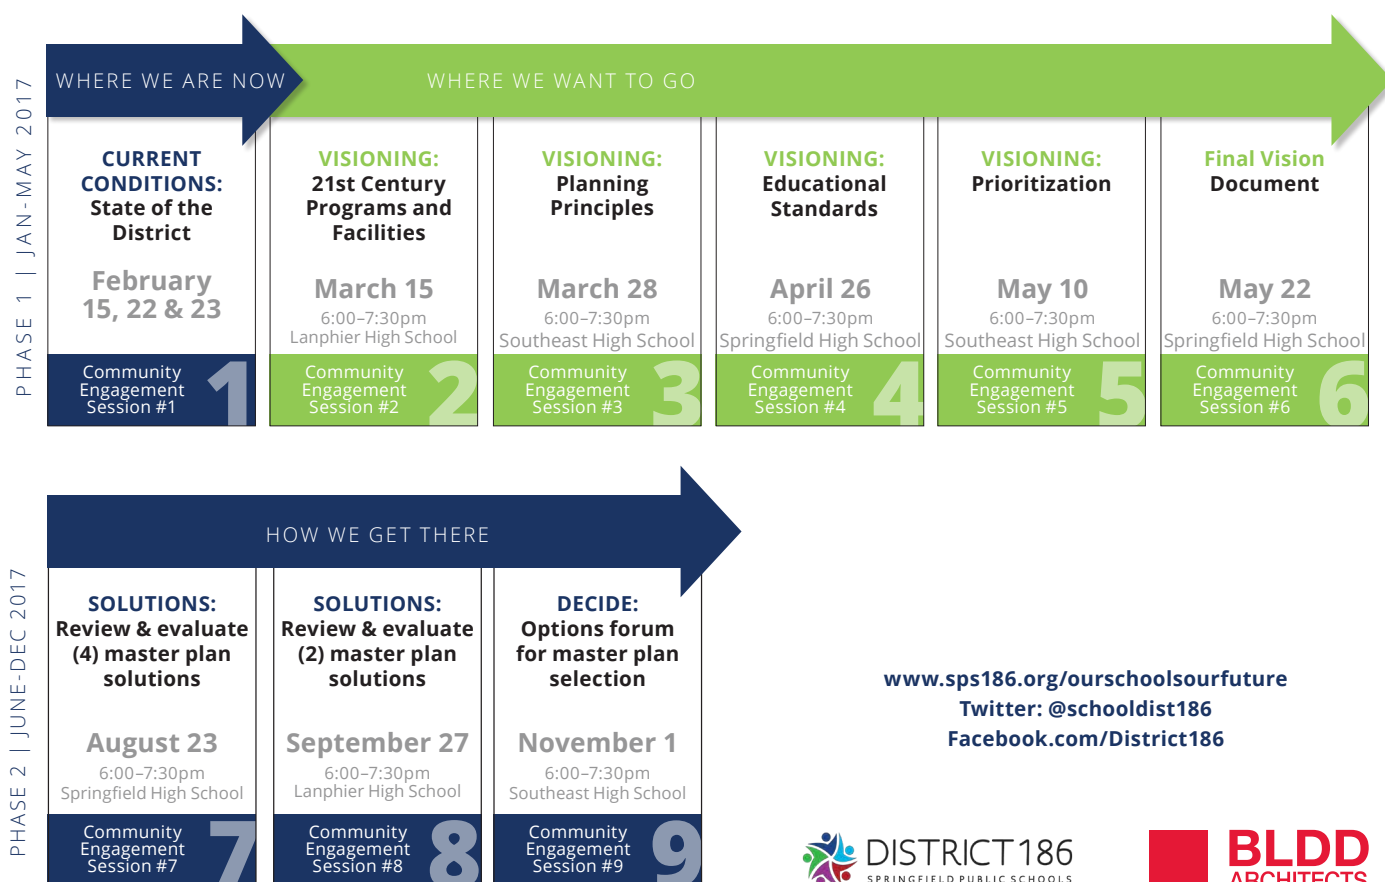 PHASE 1 | JAN-MAY 2017
WHERE WE ARE NOW
WHERE WE WANT TO GO
CURRENT
CONDITIONS:
State of the
District
February
15, 22 & 23
Community
Engagement
Session #1
1
VISIONING:
21st Century
Programs and
Facilities
March 15
6:00–7:30pm
Lanphier High School
Community
Engagement
Session #2
2
VISIONING:
Planning
Principles
March 28
6:00–7:30pm
Southeast High School
Community
Engagement
Session #3
3
VISIONING:
Educational
Standards
April 26
6:00–7:30pm
Springfield High School
Community
Engagement
Session #4
4
VISIONING:
Prioritization
May 10
6:00–7:30pm
Southeast High School
Community
Engagement
Session #5
5
Final Vision
Document
May 22
6:00–7:30pm
Springfield High School
Community
Engagement
Session #6
6
PHASE 2 | JUNE-DEC 2017
HOW WE GET THERE
SOLUTIONS:
Review & evaluate
(4) master plan
solutions
August 23
6:00–7:30pm
Springfield High School
Community
Engagement
Session #7
7
SOLUTIONS:
Review & evaluate
(2) master plan
solutions
September 27
6:00–7:30pm
Lanphier High School
Community
Engagement
Session #8
8
DECIDE:
Options forum
for master plan
selection
November 1
6:00–7:30pm
Southeast High School
Community
Engagement
Session #9
9
www.sps186.org/ourschoolsourfuture
Twitter: @schooldist186
Facebook.com/District186
DISTRICT 186
SPRINGFIELD PUBLIC SCHOOLS
BLDD
ARCHITECTS